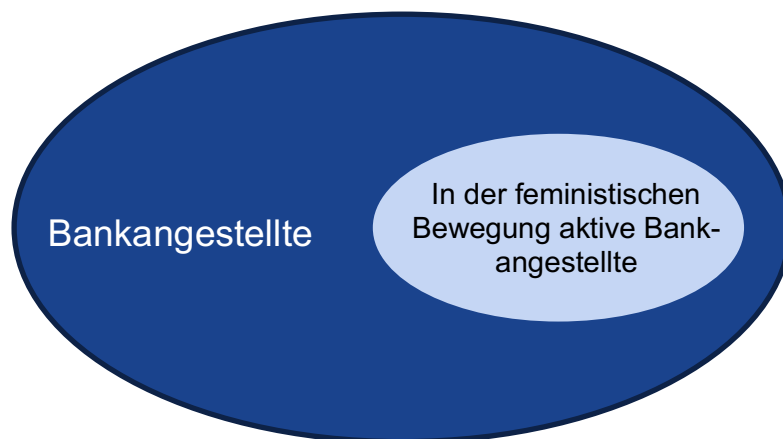 Bankangestellte
In der feministischen
Bewegung aktive Bank-
angestellte